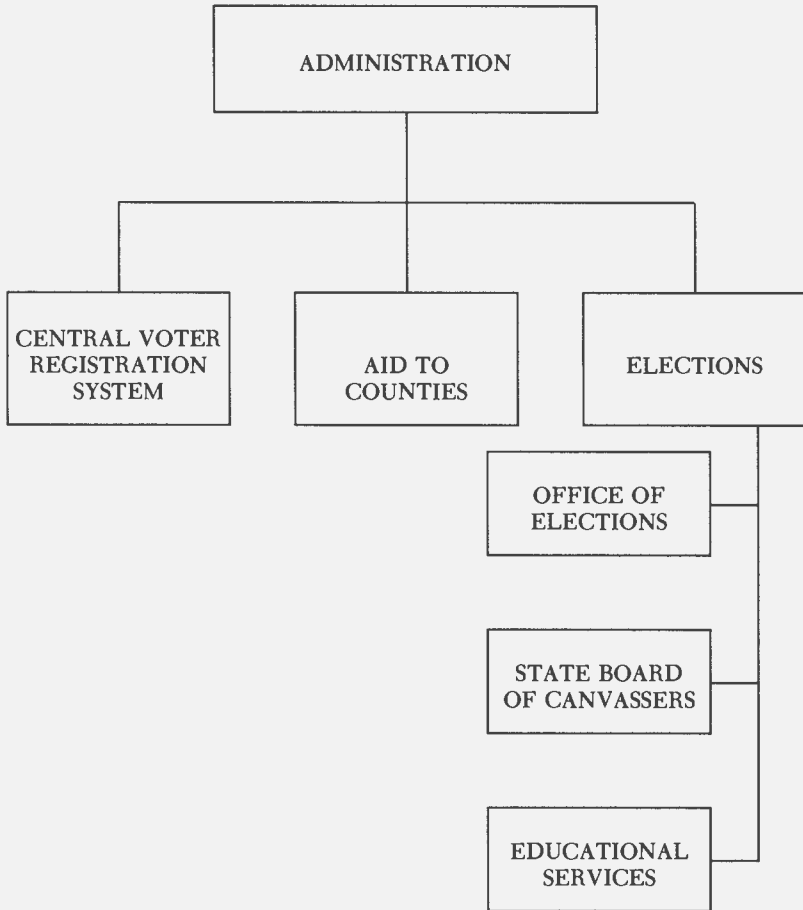 ADMINISTRATION
CENTRAL VOTER
REGISTRATION
SYSTEM
AID TO
COUNTIES
ELECTIONS
OFFICE OF
ELECTIONS
STATE BOARD
OF CANVASSERS
EDUCATIONAL
SERVICES